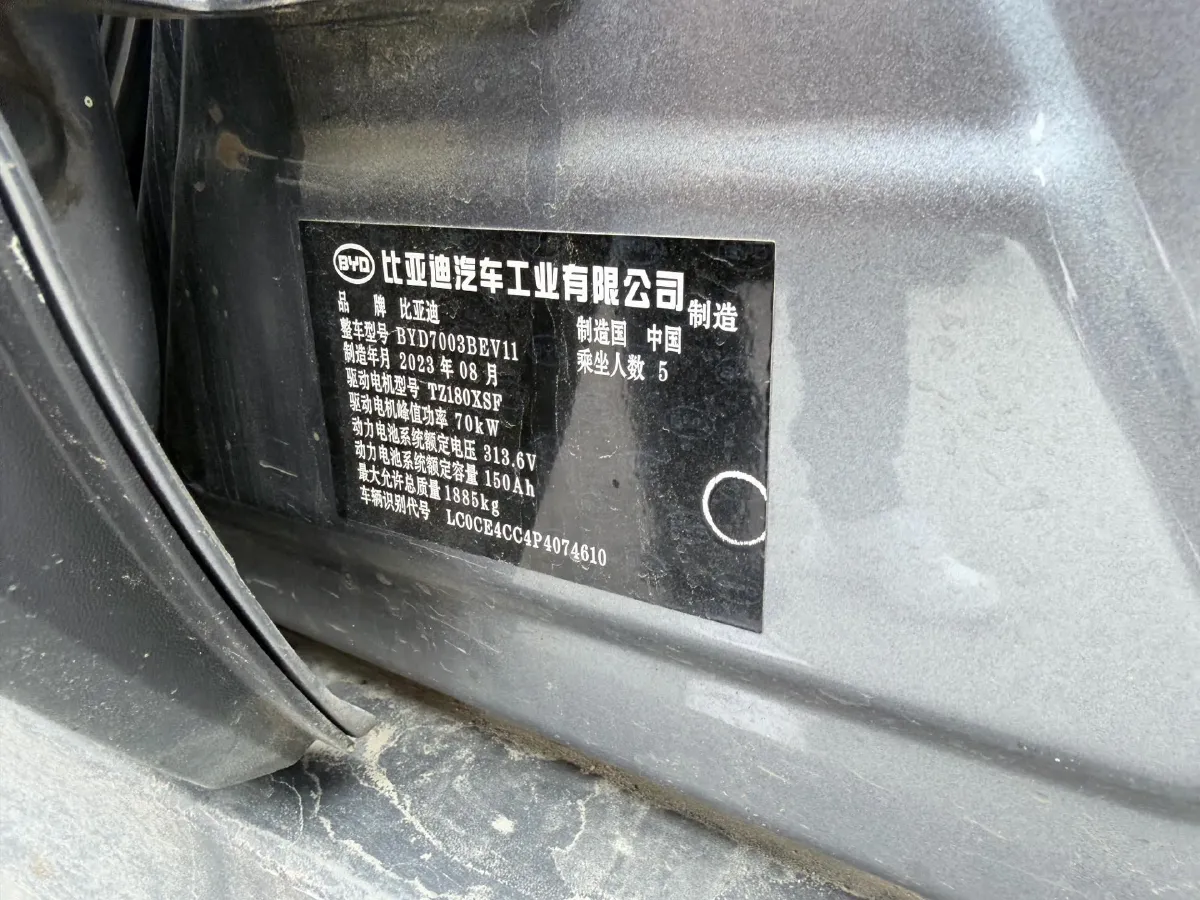 BYD 比亚迪汽车工业有限公司 制造
品 牌 比亚迪 制造国 中国
整车型号 BYD7003BEV11 乘坐人数 5
制造年月 2023 年 08 月
驱动电机型号 TZ180XSF
驱动电机峰值功率 70kW
动力电池系统额定电压 313.6V
动力电池系统额定容量 150Ah
最大允许总质量 1885kg
车辆识别代号 LC0CE4CC4P4074610